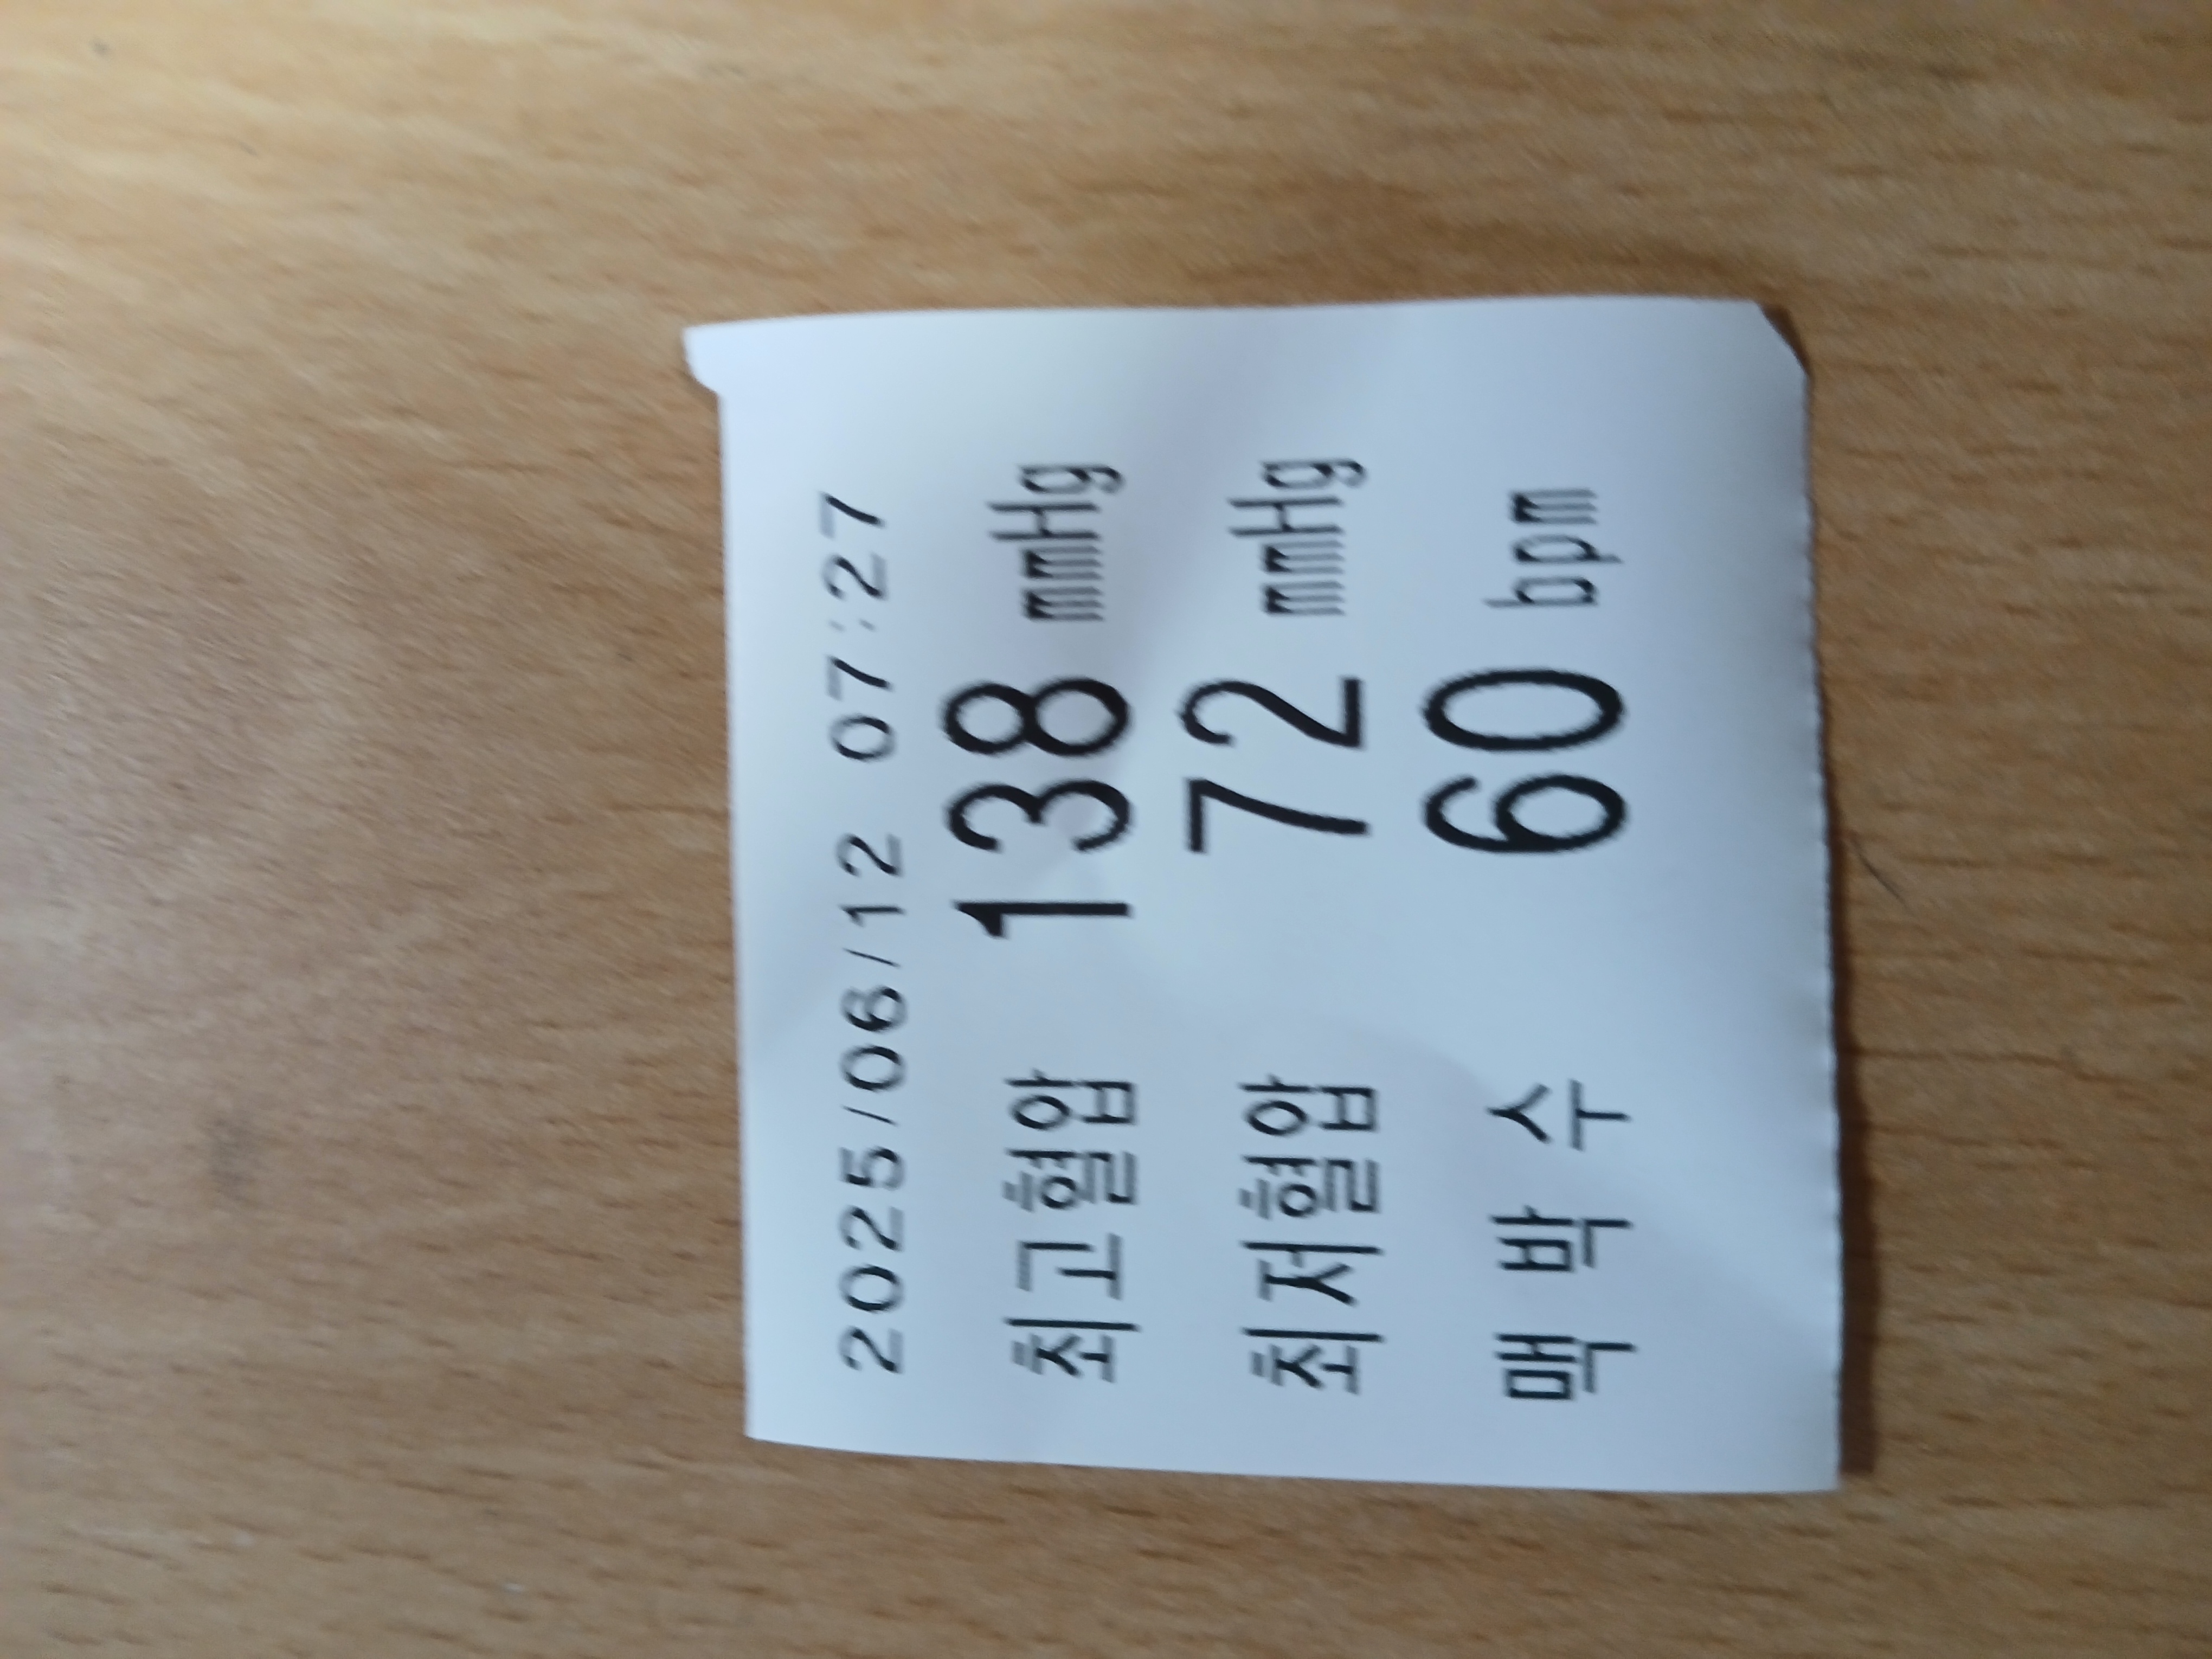 2025/06/12 07:27
최고혈압 138 mmHg
최저혈압 72 mmHg
맥 박 수 60 bpm